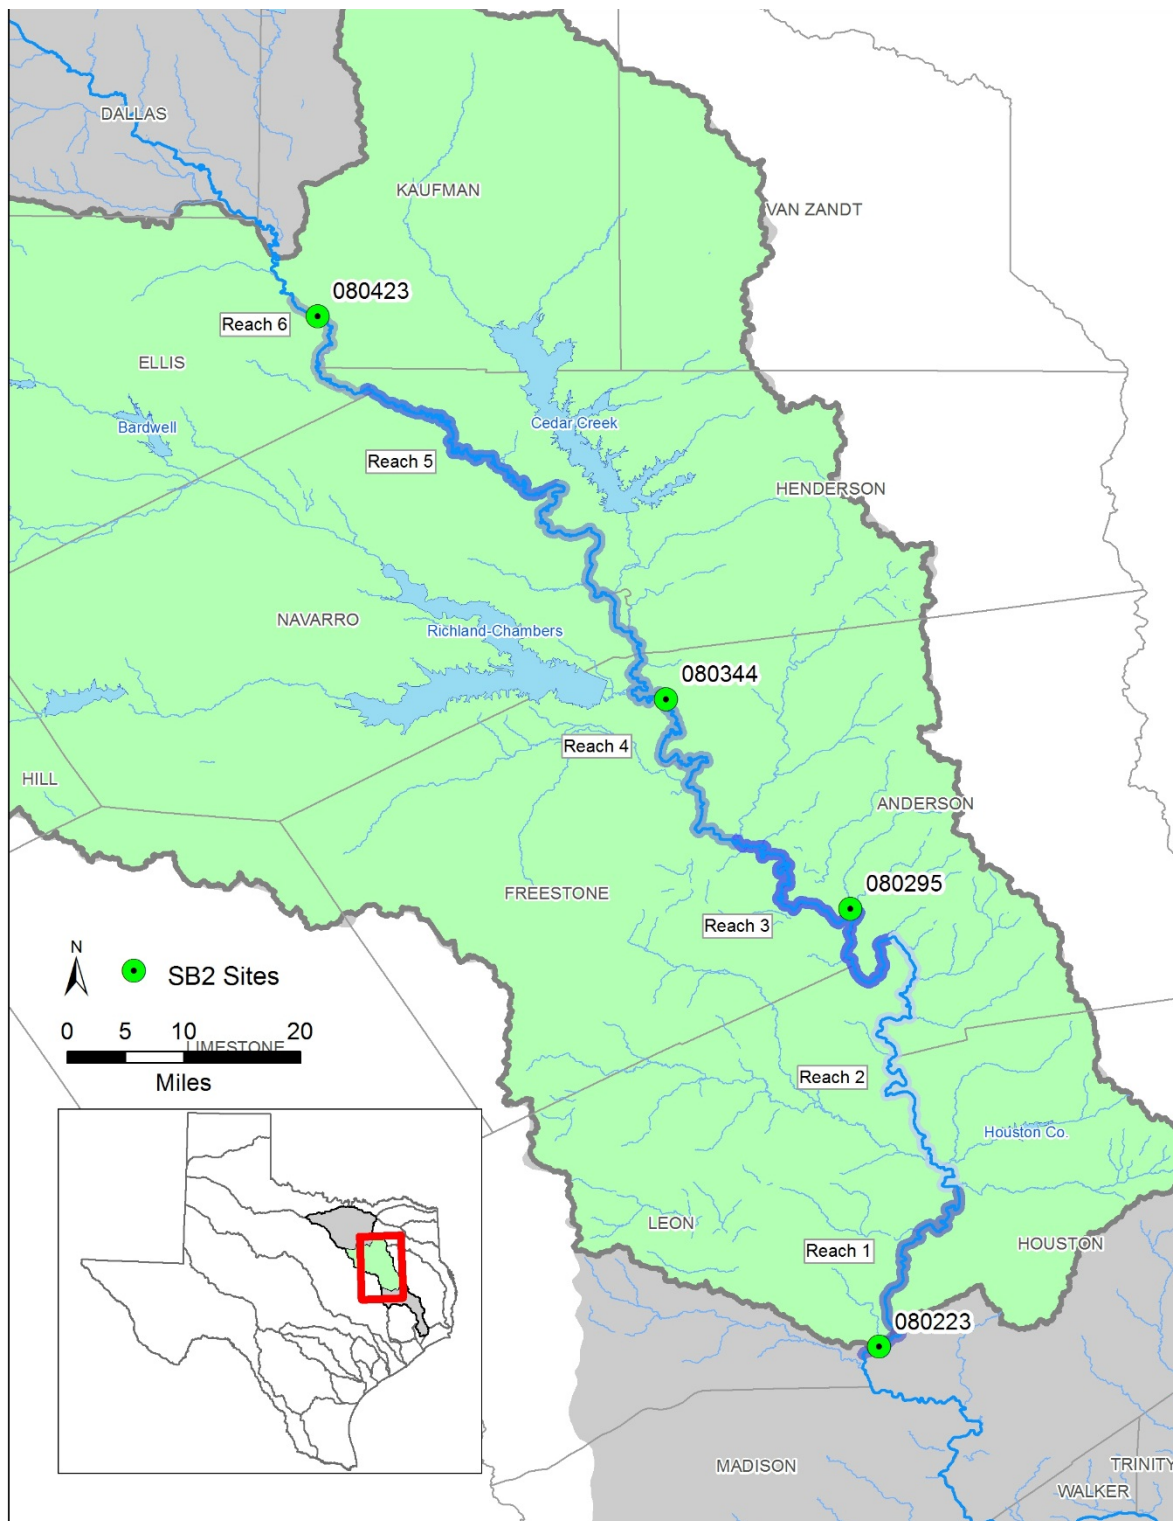 DALLAS
KAUFMAN
VAN ZANDT
080423
Reach 6
ELLIS
Bardwell
Cedar Creek
Reach 5
HENDERSON
NAVARRO
Richland-Chambers
080344
Reach 4
HILL
ANDERSON
080295
FREESTONE
Reach 3
N
SB2 Sites
0 5 10 20
LIMESTONE
Miles
Reach 2
Houston Co.
LEON
Reach 1
HOUSTON
080223
MADISON
TRINITY
WALKER